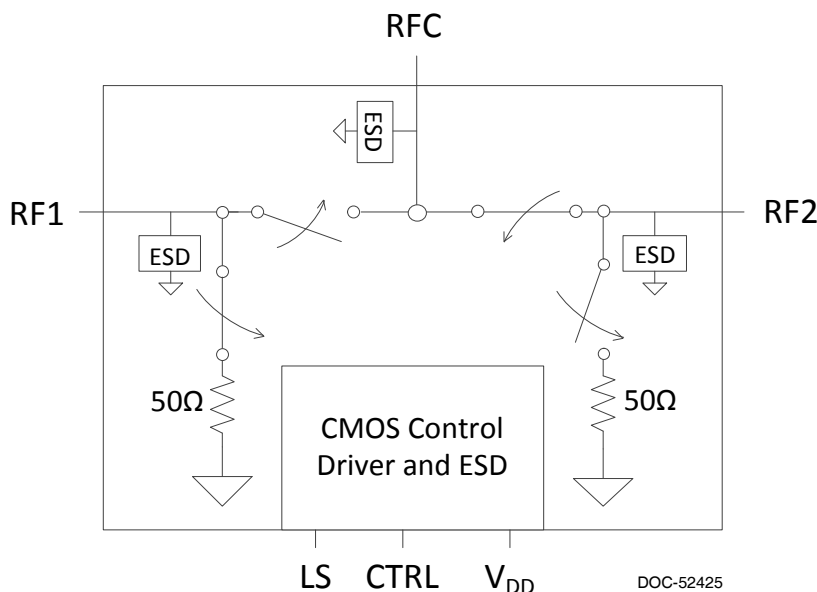 RFC
ESD
RF1
RF2
ESD
ESD
50Ω
50Ω
CMOS Control
Driver and ESD
LS CTRL VDD
DOC-52425